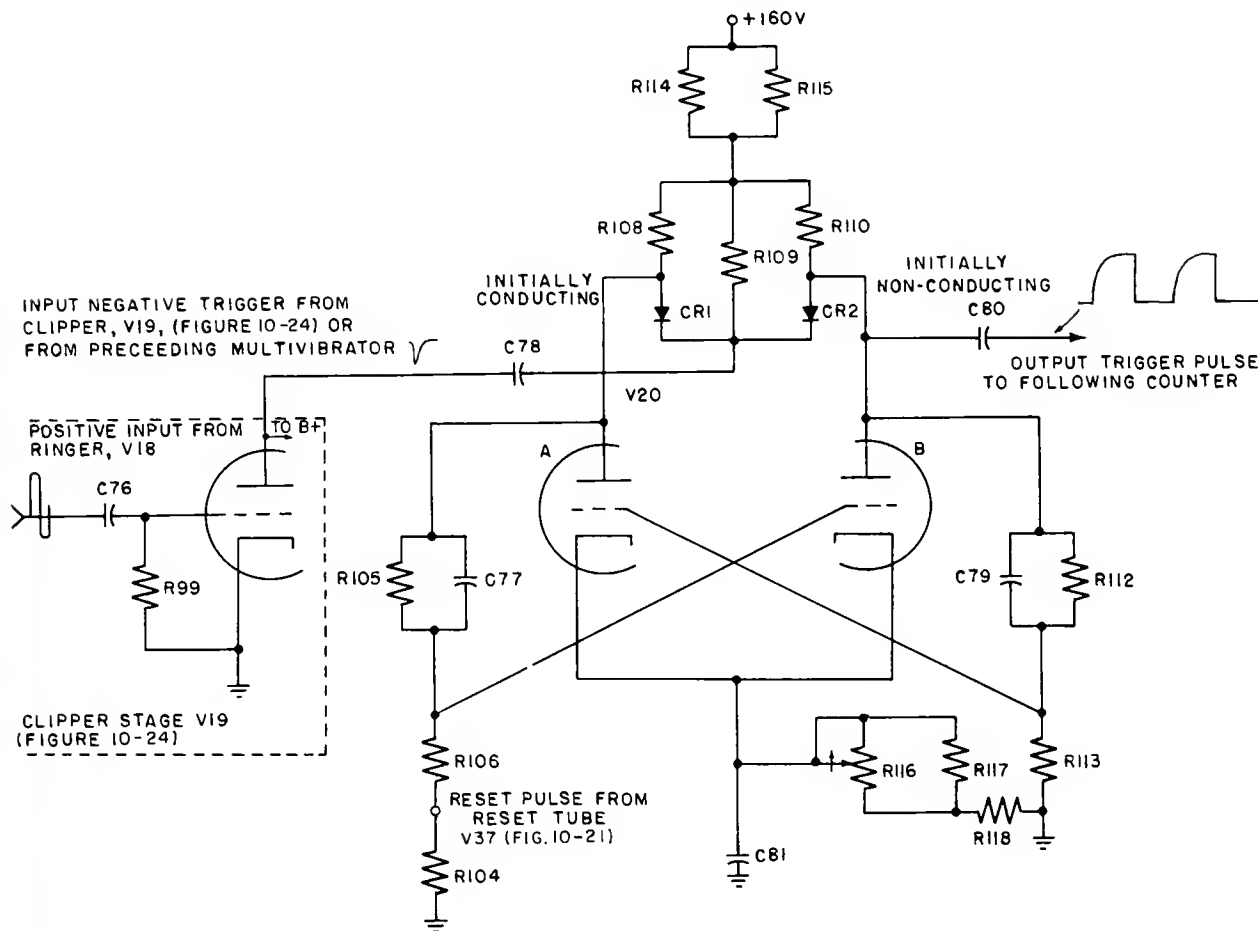 +160V
R114
R115
R108
R109
R110
INITIALLY
CONDUCTING
CR1
CR2
INITIALLY
NON-CONDUCTING
C80
INPUT NEGATIVE TRIGGER FROM
CLIPPER, V19, (FIGURE 10-24) OR
FROM PRECEEDING MULTIVIBRATOR
C78
OUTPUT TRIGGER PULSE
TO FOLLOWING COUNTER
V20
POSITIVE INPUT FROM
RINGER, V18
TO B+
A
B
C76
R99
R105
C77
C79
R112
CLIPPER STAGE V19
(FIGURE 10-24)
R106
RESET PULSE FROM
RESET TUBE
V37 (FIG. 10-21)
R104
R116
R117
R113
R118
C81